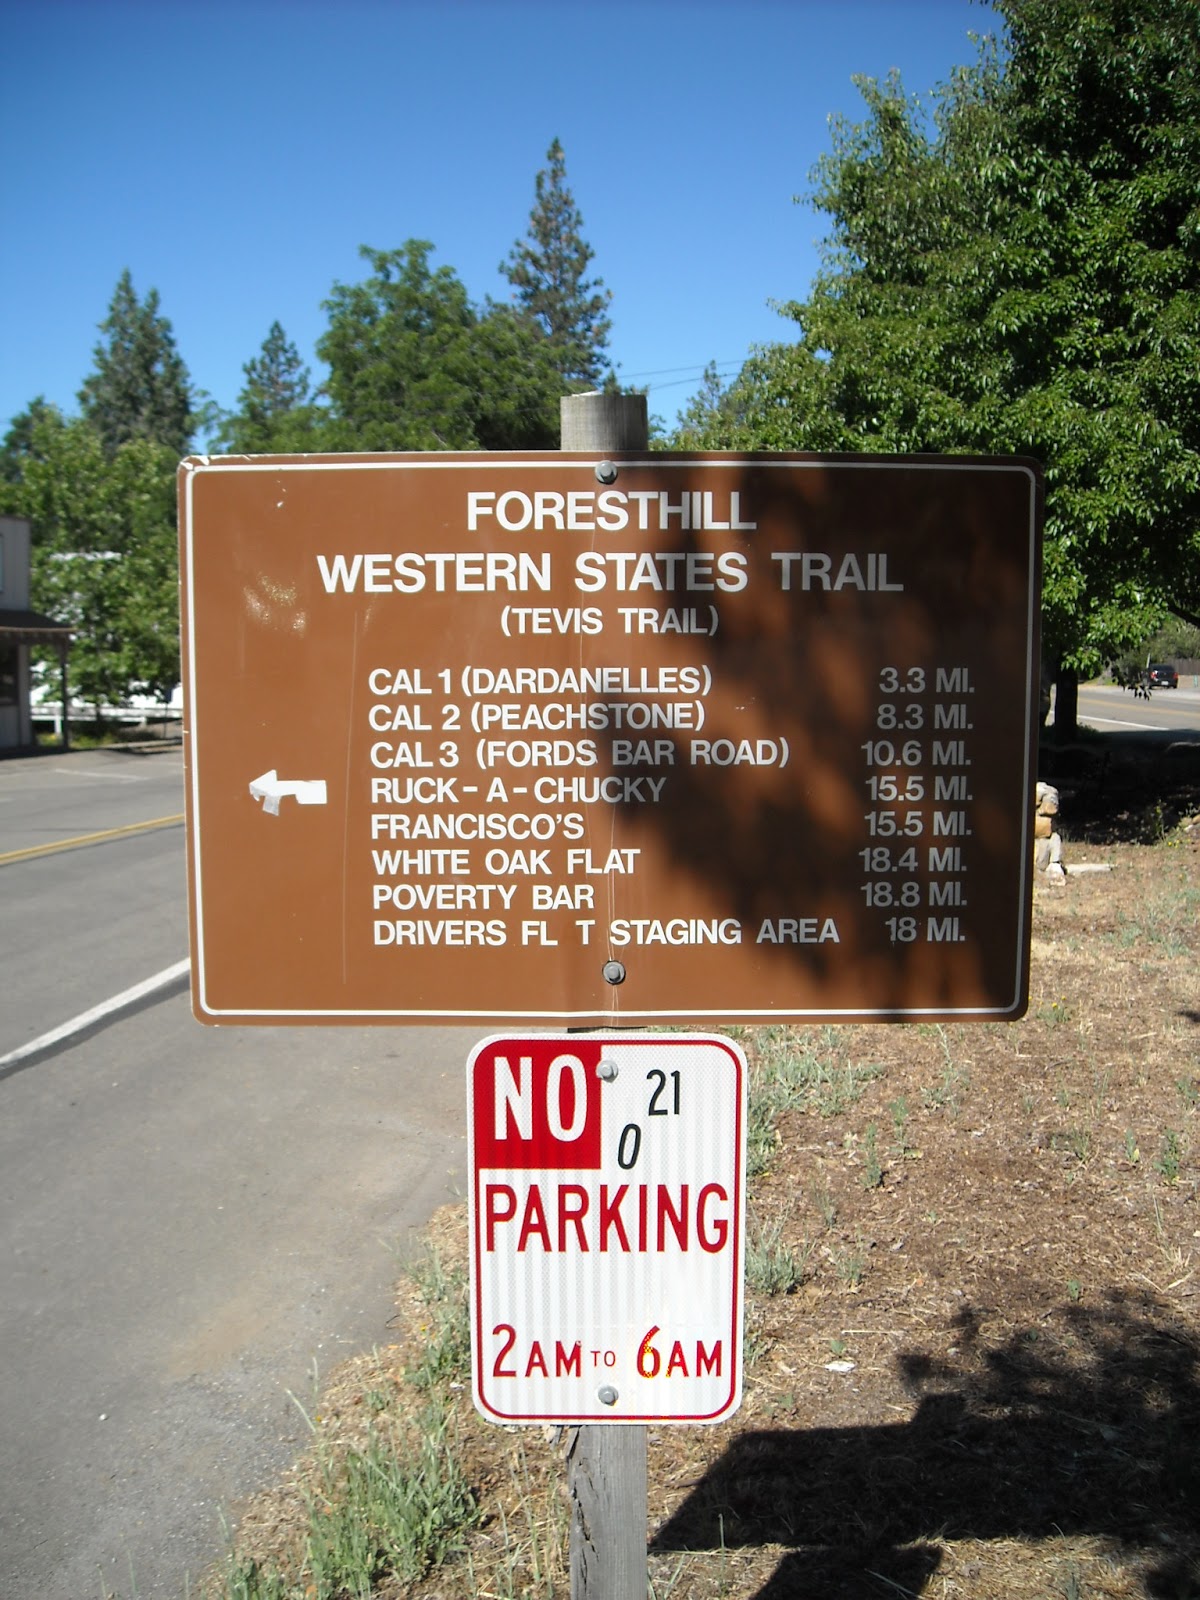 FORESTHILL
WESTERN STATES TRAIL
(TEVIS TRAIL)
CAL 1 (DARDANELLES) 3.3 MI.
CAL 2 (PEACHSTONE) 8.3 MI.
CAL 3 (FORDS BAR ROAD) 10.6 MI.
RUCK-A-CHUCKY 15.5 MI.
FRANCISCO'S 15.5 MI.
WHITE OAK FLAT 18.4 MI.
POVERTY BAR 18.8 MI.
DRIVERS FL T STAGING AREA 18 MI.
NO 21
0
PARKING
2AM TO 6AM